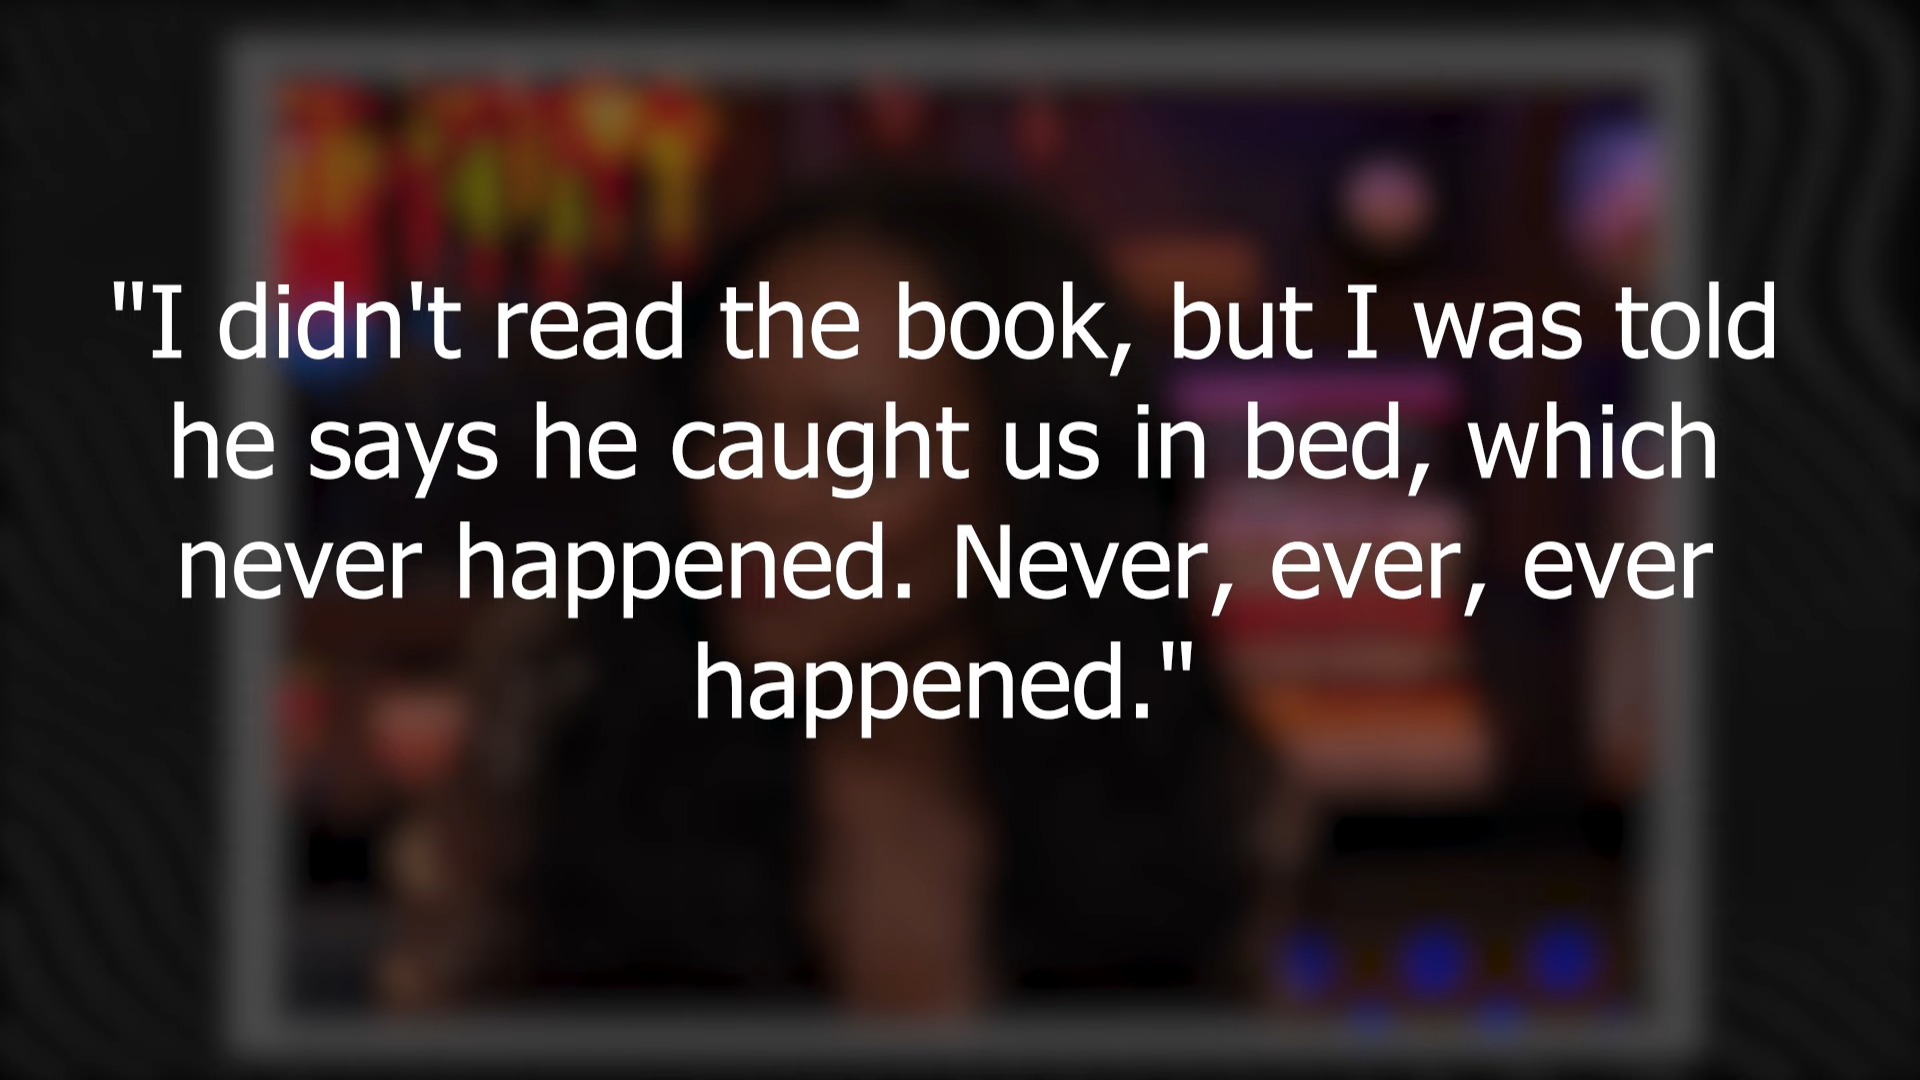 "I didn't read the book, but I was told
he says he caught us in bed, which
never happened. Never, ever, ever
happened."